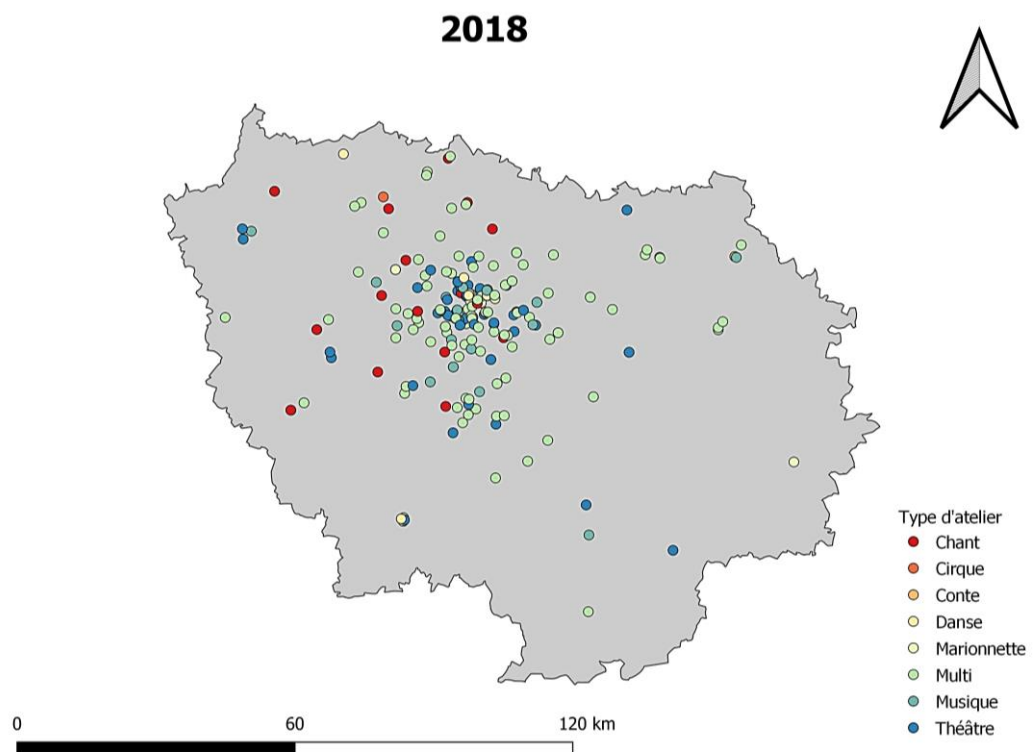 2018
Type d'atelier
Chant
Cirque
Conte
Danse
Marionnette
Multi
Musique
Théâtre
0 60 120 km